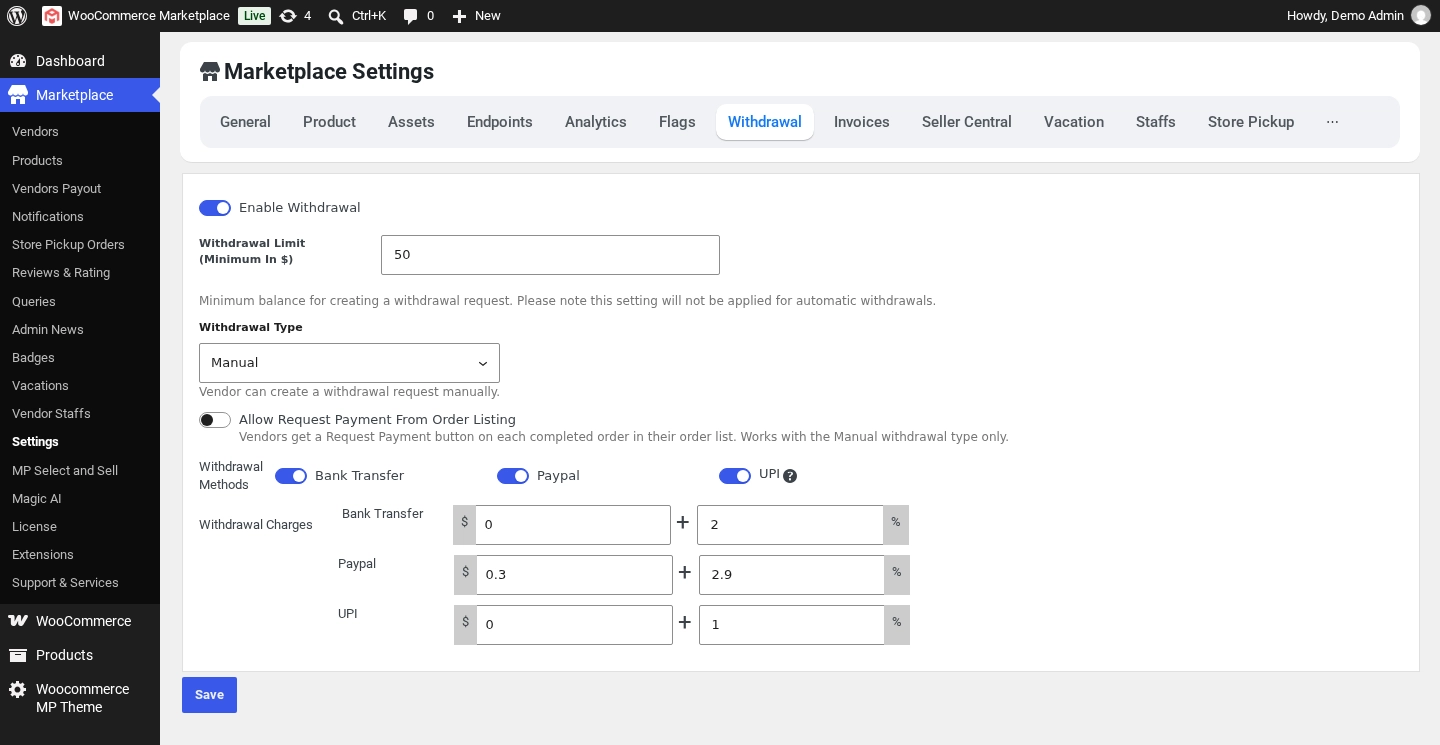 WooCommerce Marketplace Live 4 Ctrl+K 0 New Howdy, Demo Admin
Dashboard
Marketplace
Vendors
Products
Vendors Payout
Notifications
Store Pickup Orders
Reviews & Rating
Queries
Admin News
Badges
Vacations
Vendor Staffs
Settings
MP Select and Sell
Magic AI
License
Extensions
Support & Services
WooCommerce
Products
Woocommerce
MP Theme
Marketplace Settings
General Product Assets Endpoints Analytics Flags Withdrawal Invoices Seller Central Vacation Staffs Store Pickup ···
Enable Withdrawal
Withdrawal Limit
(Minimum In $)
50
Minimum balance for creating a withdrawal request. Please note this setting will not be applied for automatic withdrawals.
Withdrawal Type
Manual
Vendor can create a withdrawal request manually.
Allow Request Payment From Order Listing
Vendors get a Request Payment button on each completed order in their order list. Works with the Manual withdrawal type only.
Withdrawal
Methods
Bank Transfer Paypal UPI ?
Withdrawal Charges
Bank Transfer $ 0 + 2 %
Paypal $ 0.3 + 2.9 %
UPI $ 0 + 1 %
Save